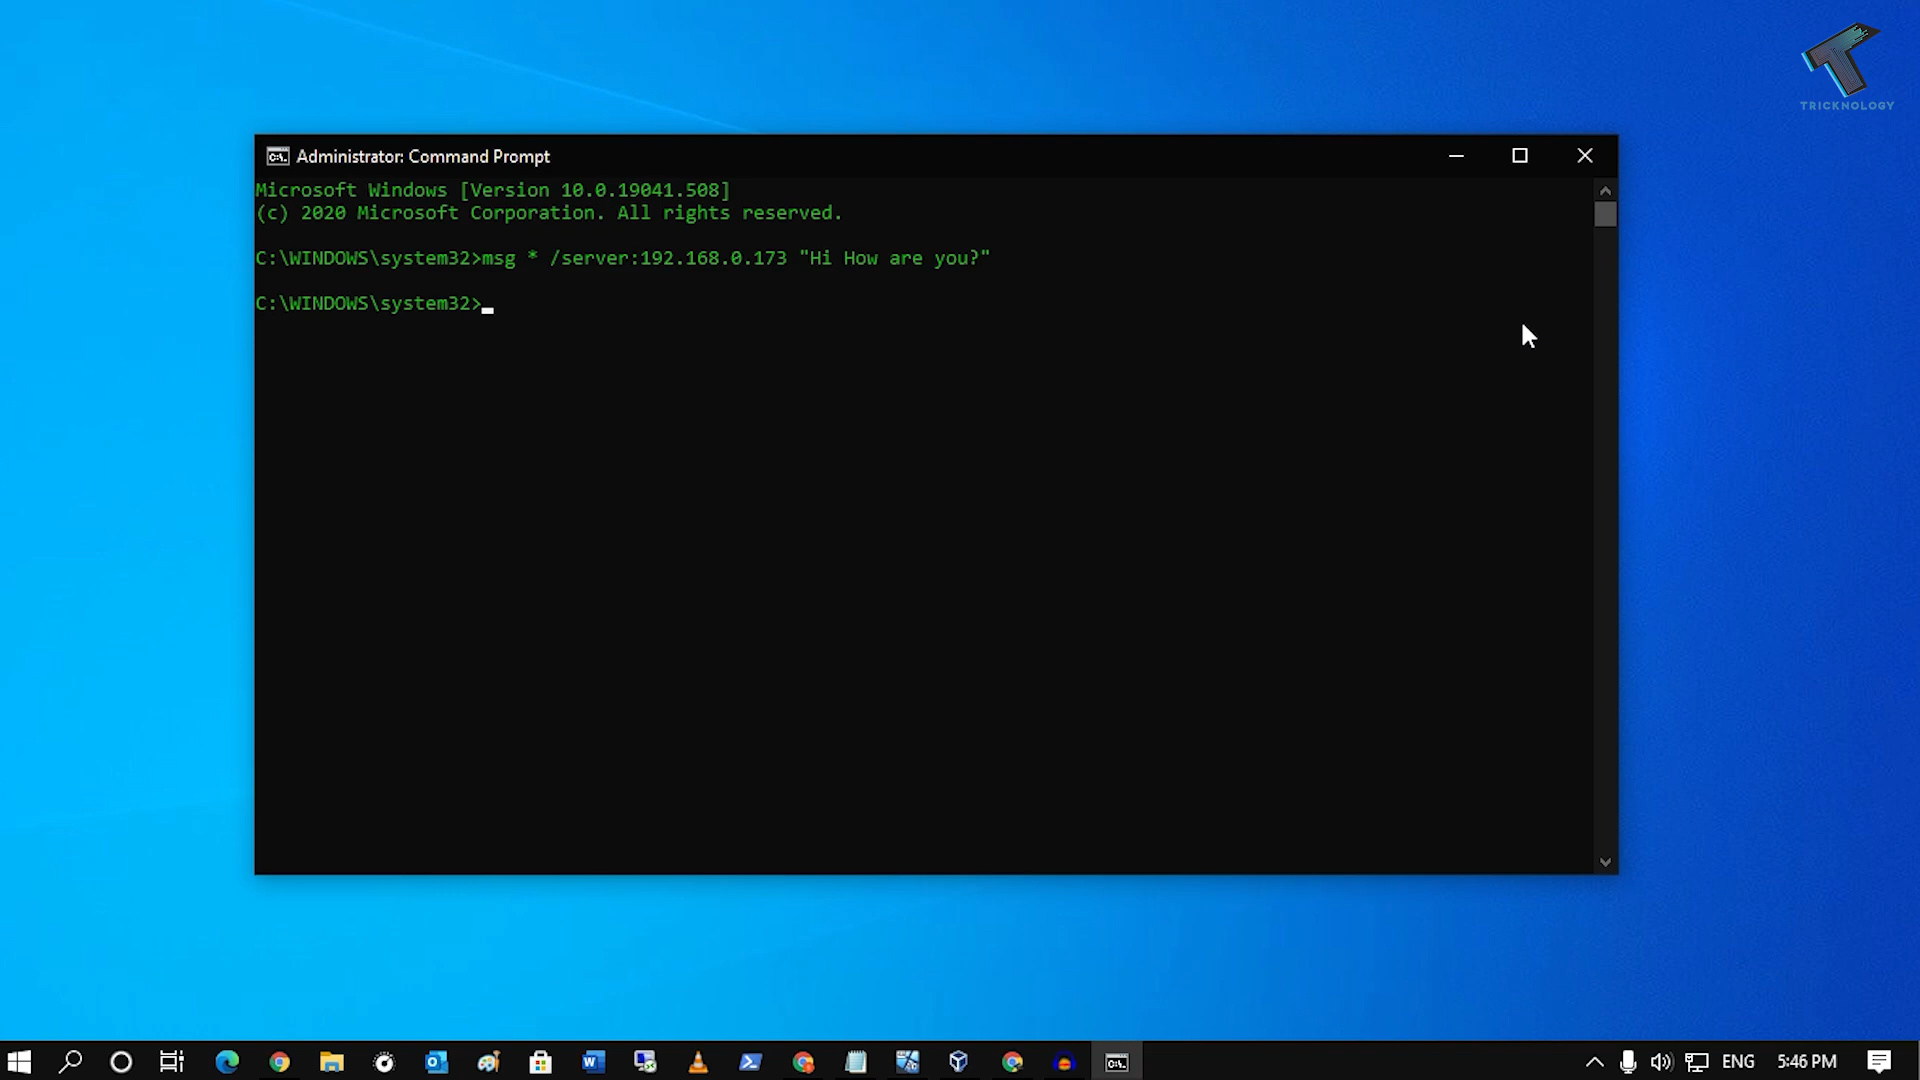 TRICKNOLOGY
Administrator: Command Prompt
Microsoft Windows [Version 10.0.19041.508]
(c) 2020 Microsoft Corporation. All rights reserved.
C:\WINDOWS\system32>msg * /server:192.168.0.173 "Hi How are you?"
C:\WINDOWS\system32>
ENG 5:46 PM